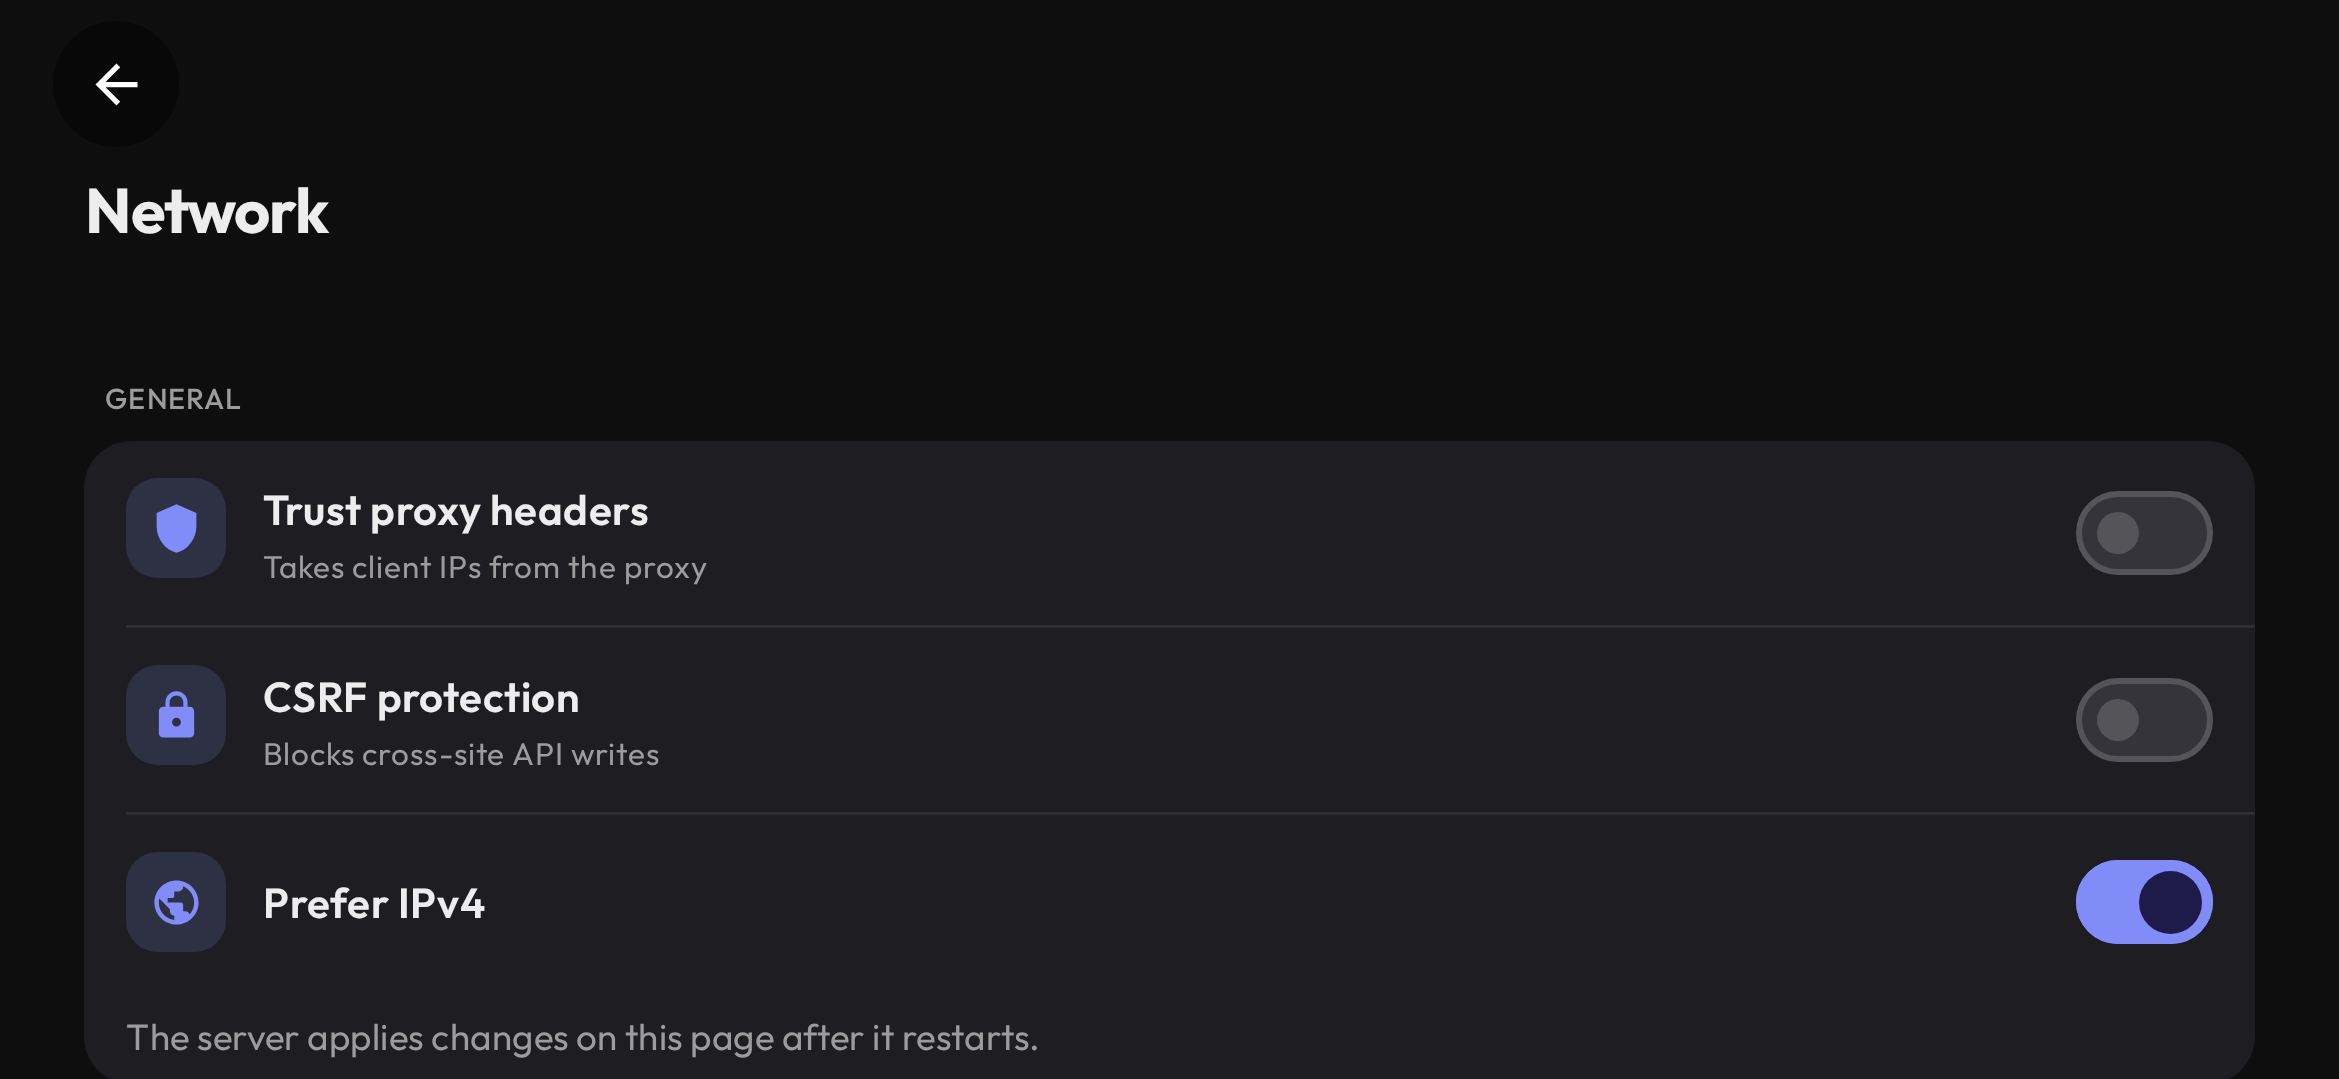 Network
GENERAL
Trust proxy headers
Takes client IPs from the proxy
CSRF protection
Blocks cross-site API writes
Prefer IPv4
The server applies changes on this page after it restarts.